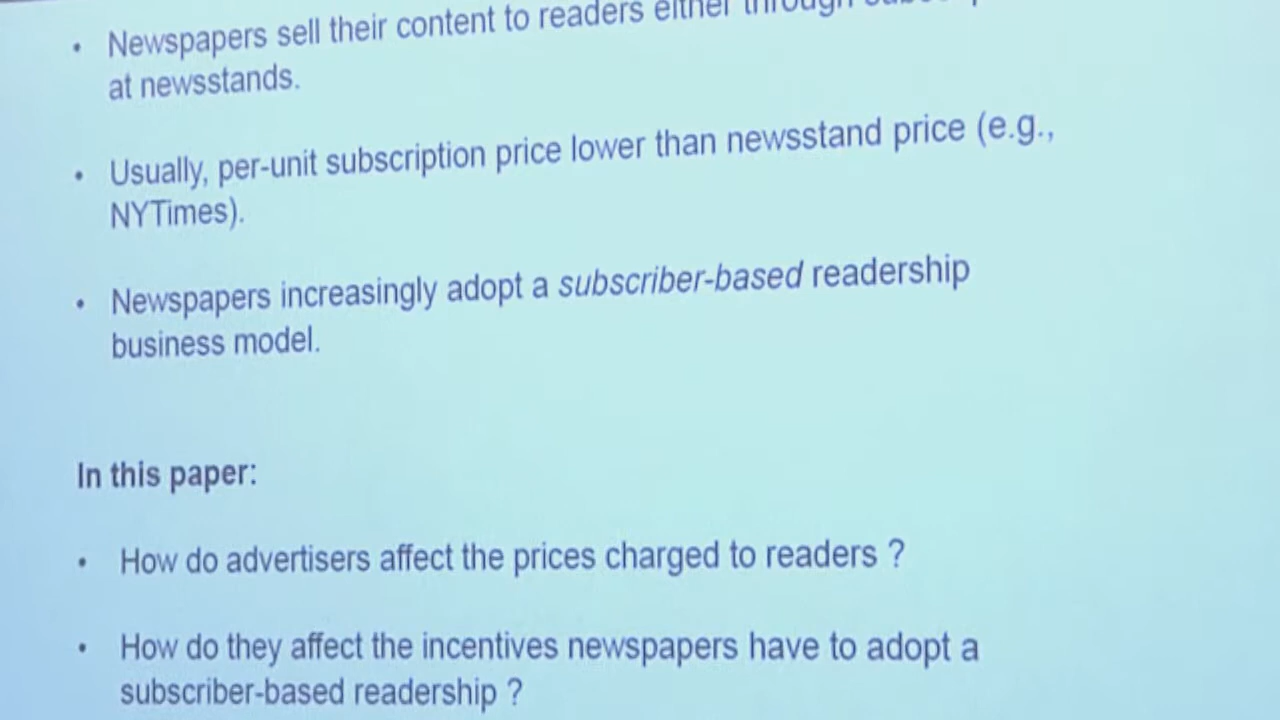 • Newspapers sell their content to readers either through
at newsstands.
• Usually, per-unit subscription price lower than newsstand price (e.g.,
NYTimes).
• Newspapers increasingly adopt a subscriber-based readership
business model.
In this paper:
• How do advertisers affect the prices charged to readers ?
• How do they affect the incentives newspapers have to adopt a
subscriber-based readership ?